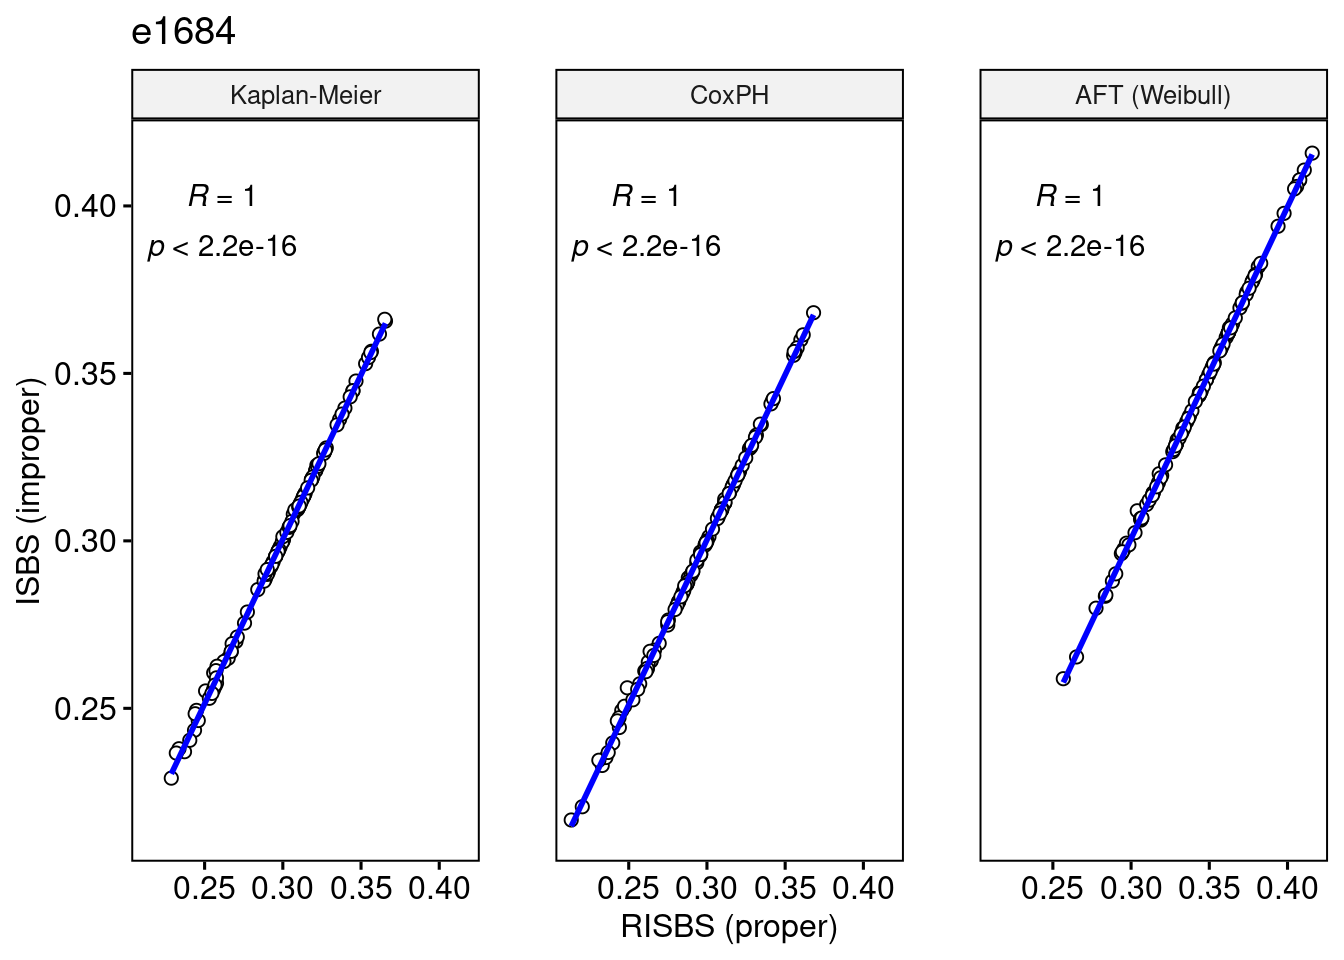 e1684
Kaplan-Meier
CoxPH
AFT (Weibull)
R = 1
p < 2.2e-16
R = 1
p < 2.2e-16
R = 1
p < 2.2e-16
ISBS (improper)
0.40
0.35
0.30
0.25
0.25 0.30 0.35 0.40
0.25 0.30 0.35 0.40
0.25 0.30 0.35 0.40
RISBS (proper)